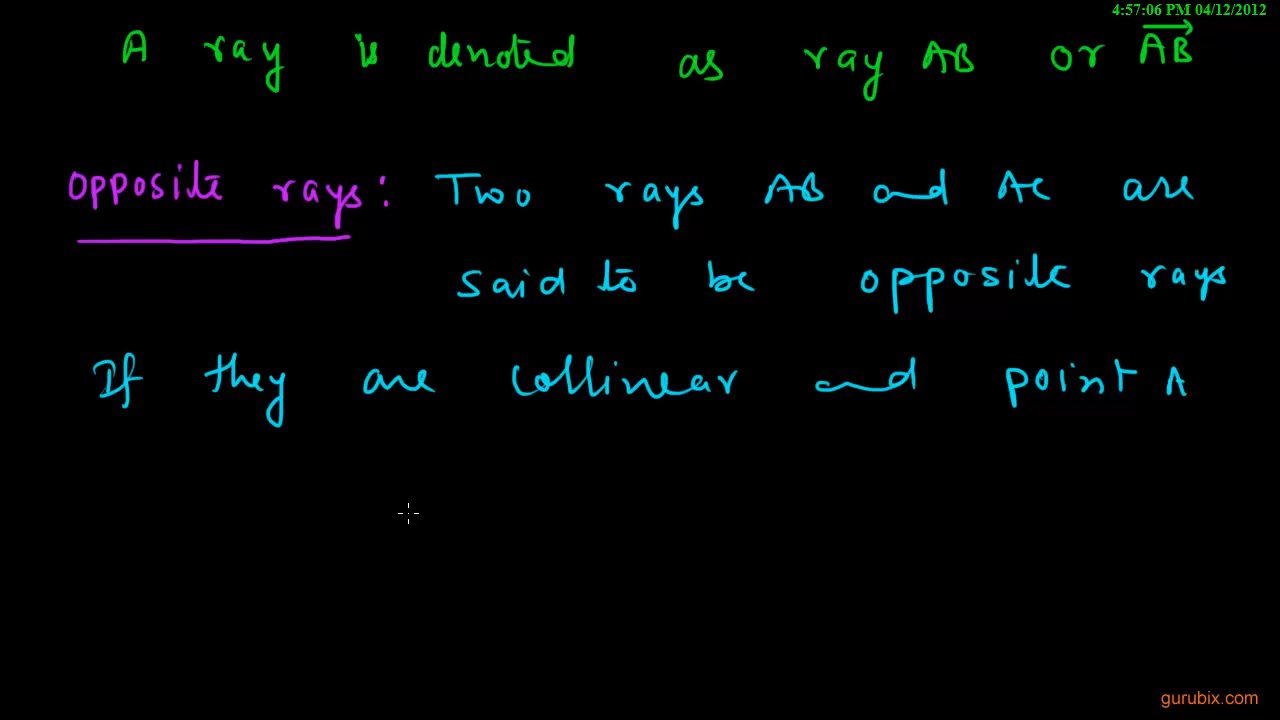 4:57:06 PM 04/12/2012
A ray is denoted as ray AB or \overrightarrow{AB}
Opposite rays: Two rays AB and AC are
said to be opposite rays
If they are collinear and point A
gurubix.com